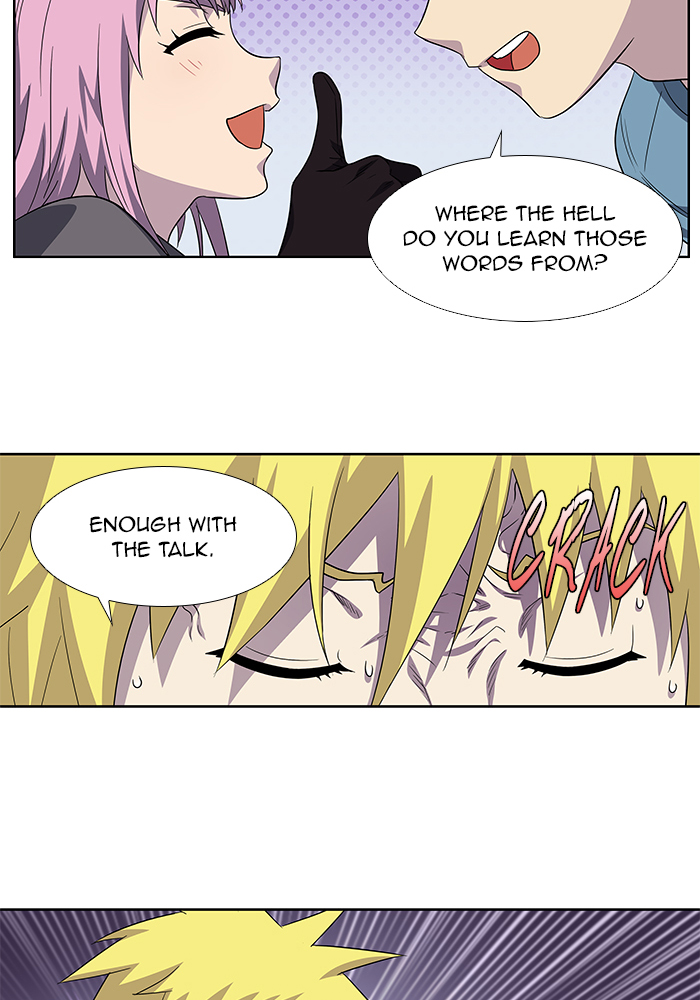 WHERE THE HELL
DO YOU LEARN THOSE
WORDS FROM?
ENOUGH WITH
THE TALK.
CRACK